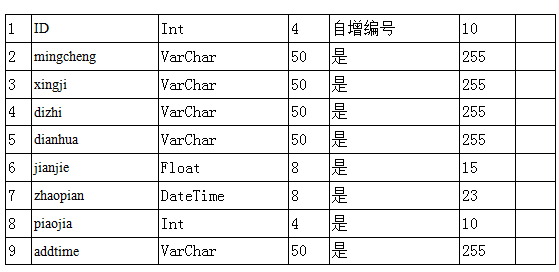 1 ID Int 4 自增编号 10
2 mingcheng VarChar 50 是 255
3 xingji VarChar 50 是 255
4 dizhi VarChar 50 是 255
5 dianhua VarChar 50 是 255
6 jianjie Float 8 是 15
7 zhaopian DateTime 8 是 23
8 piaojia Int 4 是 10
9 addtime VarChar 50 是 255